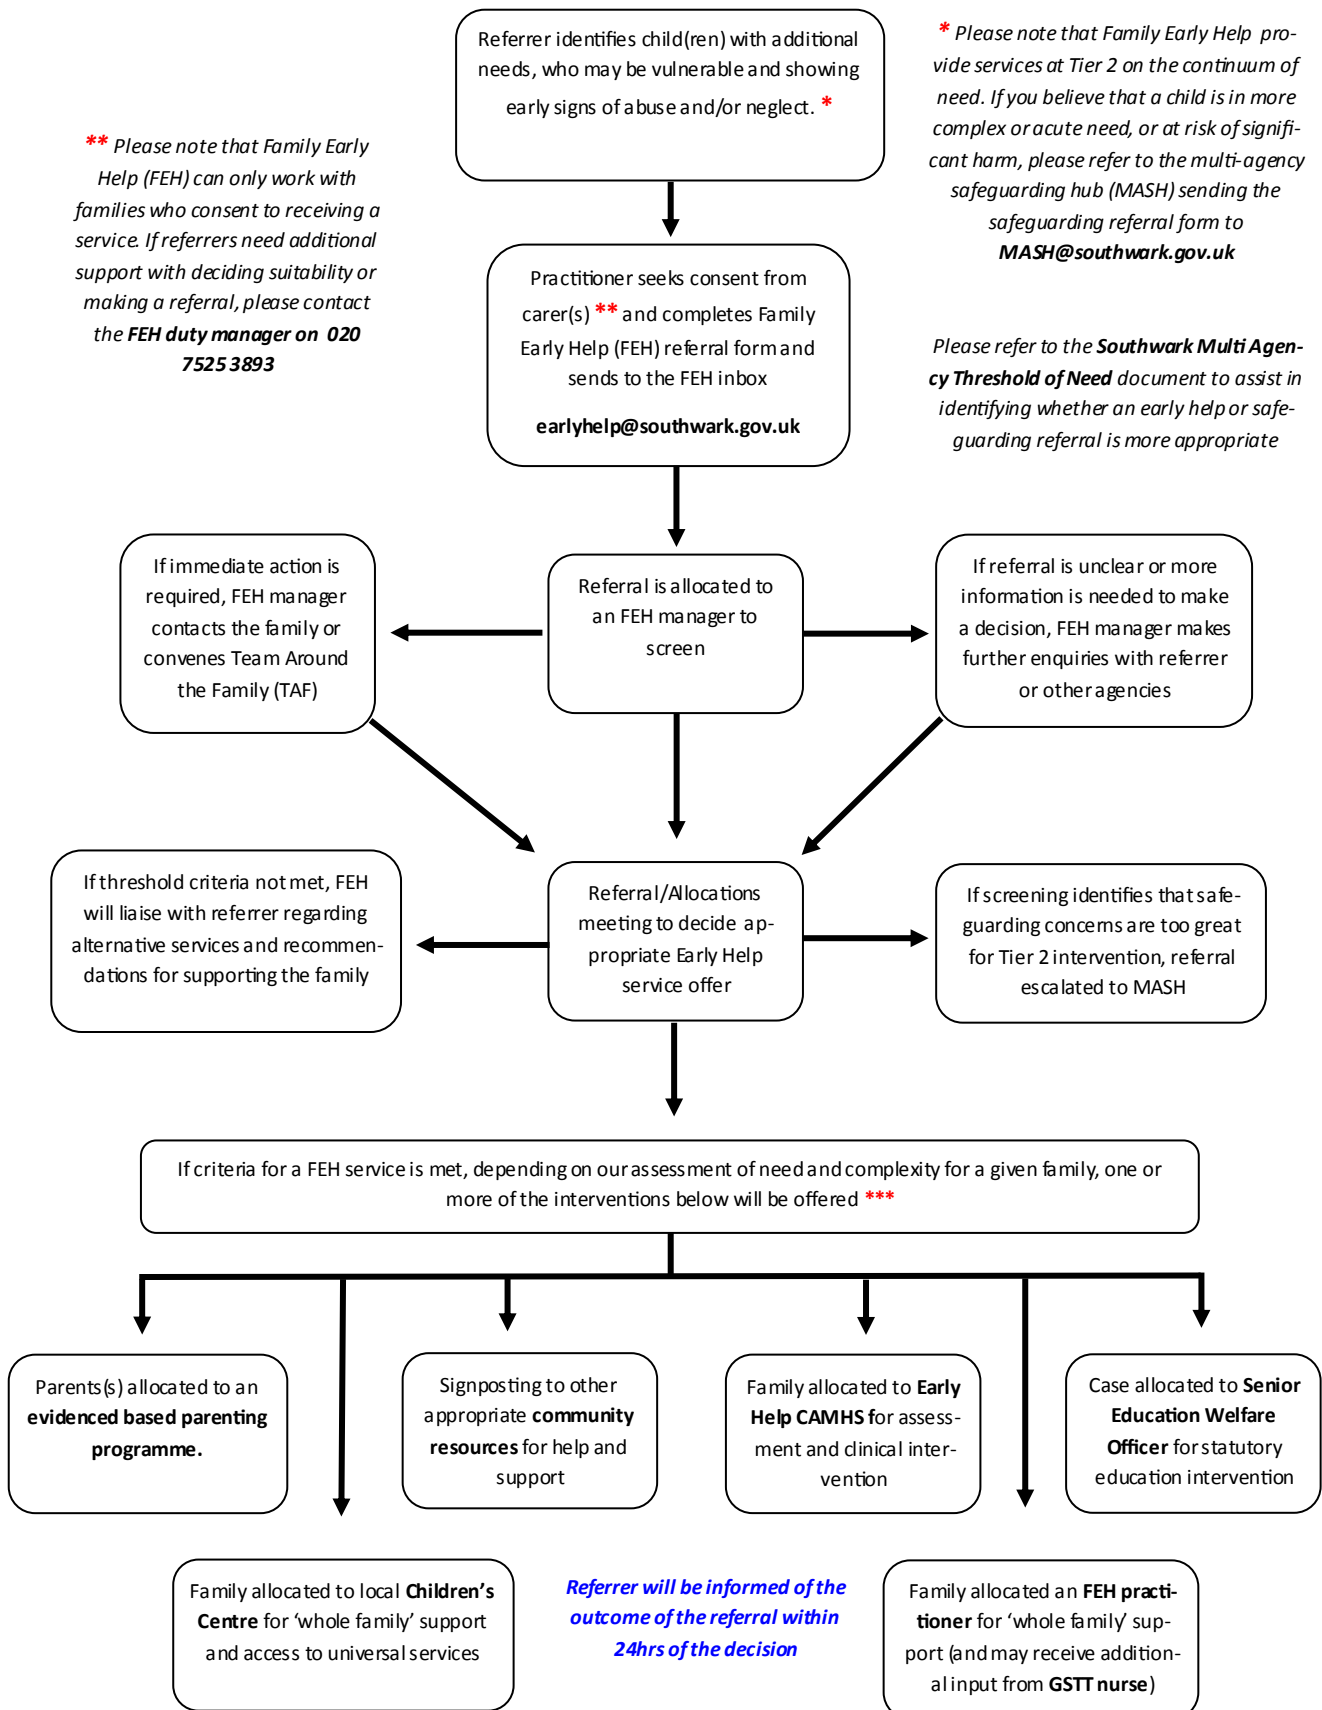 Referrer identifies child(ren) with additional
needs, who may be vulnerable and showing
early signs of abuse and/or neglect. *
* Please note that Family Early Help pro-
vide services at Tier 2 on the continuum of
need. If you believe that a child is in more
complex or acute need, or at risk of signifi-
cant harm, please refer to the multi-agency
safeguarding hub (MASH) sending the
safeguarding referral form to
MASH@southwark.gov.uk
** Please note that Family Early
Help (FEH) can only work with
families who consent to receiving a
service. If referrers need additional
support with deciding suitability or
making a referral, please contact
the FEH duty manager on 020
7525 3893
Practitioner seeks consent from
carer(s) ** and completes Family
Early Help (FEH) referral form and
sends to the FEH inbox
earlyhelp@southwark.gov.uk
Please refer to the Southwark Multi Agen-
cy Threshold of Need document to assist in
identifying whether an early help or safe-
guarding referral is more appropriate
If immediate action is
required, FEH manager
contacts the family or
convenes Team Around
the Family (TAF)
Referral is allocated to
an FEH manager to
screen
If referral is unclear or more
information is needed to make
a decision, FEH manager makes
further enquiries with referrer
or other agencies
If threshold criteria not met, FEH
will liaise with referrer regarding
alternative services and recommen-
dations for supporting the family
Referral/Allocations
meeting to decide ap-
propriate Early Help
service offer
If screening identifies that safe-
guarding concerns are too great
for Tier 2 intervention, referral
escalated to MASH
If criteria for a FEH service is met, depending on our assessment of need and complexity for a given family, one or
more of the interventions below will be offered ***
Parents(s) allocated to an
evidenced based parenting
programme.
Signposting to other
appropriate community
resources for help and
support
Family allocated to Early
Help CAMHS for assess-
ment and clinical inter-
vention
Case allocated to Senior
Education Welfare
Officer for statutory
education intervention
Family allocated to local Children's
Centre for 'whole family' support
and access to universal services
Referrer will be informed of the
outcome of the referral within
24hrs of the decision
Family allocated an FEH practi-
tioner for 'whole family' sup-
port (and may receive addition-
al input from GSTT nurse)